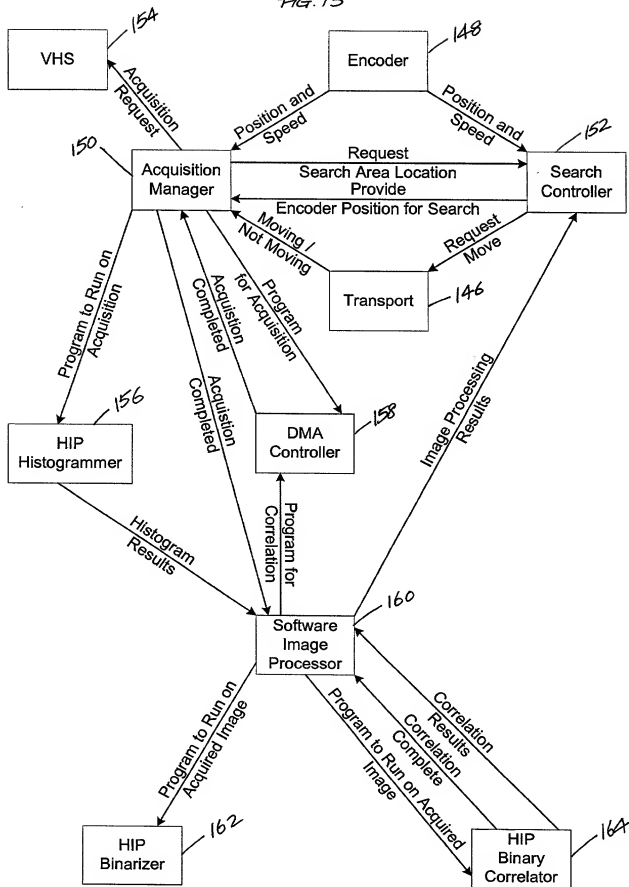 FIG. 15
154
VHS
148
Encoder
Acquisition
Request
Position and
Speed
Position and
Speed
150
152
Acquisition
Manager
Request
Search Area Location
Provide
Encoder Position for Search
Search
Controller
Moving /
Not Moving
Request
Move
Transport
146
Program to Run on
Acquisition
Acquisition
Completed
Acquisition
Completed
Program
for Acquisition
Image Processing
Results
156
HIP
Histogrammer
DMA
Controller
158
Histogram
Results
Program for
Correlation
160
Software
Image
Processor
Program to Run on
Acquired Image
Program to Run on Acquired
Image
Correlation
Complete
Correlation
Results
HIP
Binarizer
162
HIP
Binary
Correlator
164